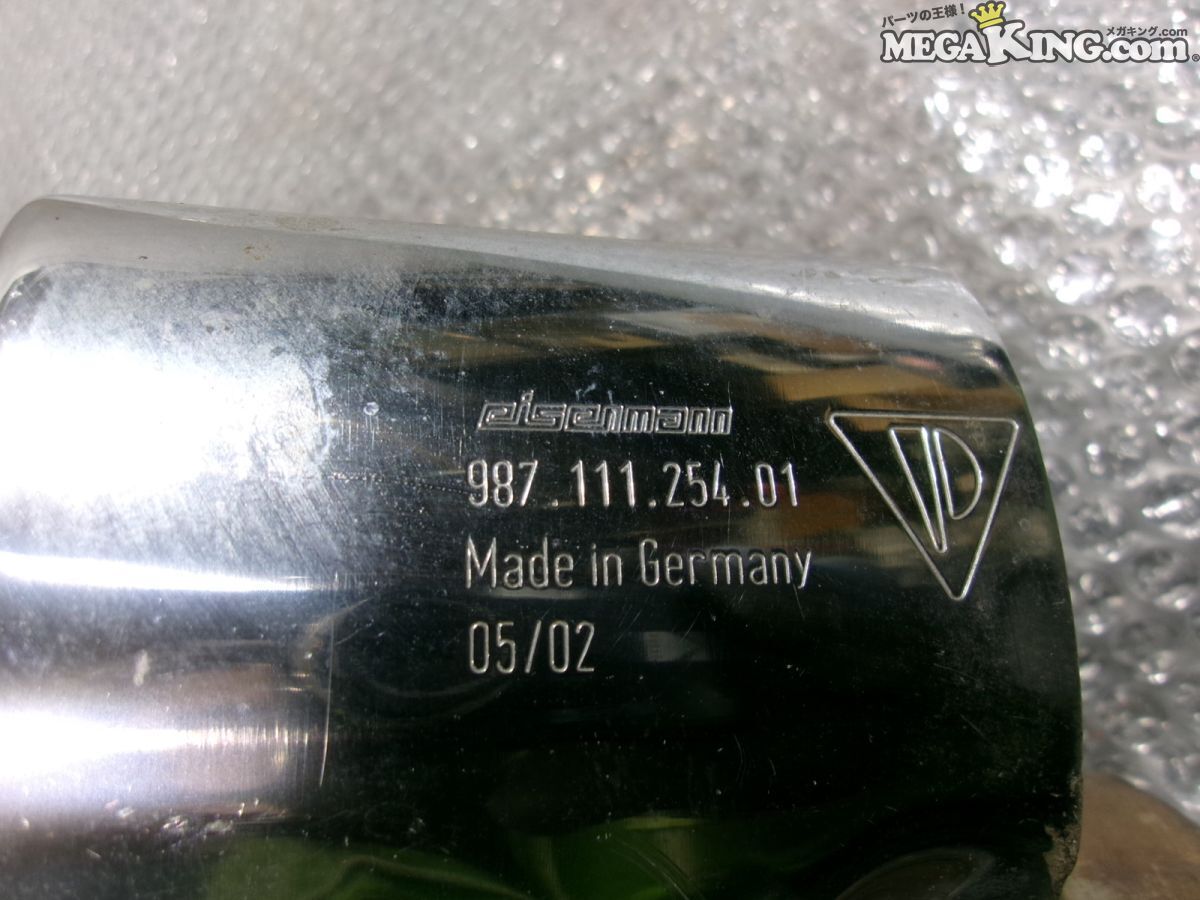 パーツの王様!
メガキング.com
MEGAKING.com®
eisenmann
987.111.254.01
Made in Germany
05/02